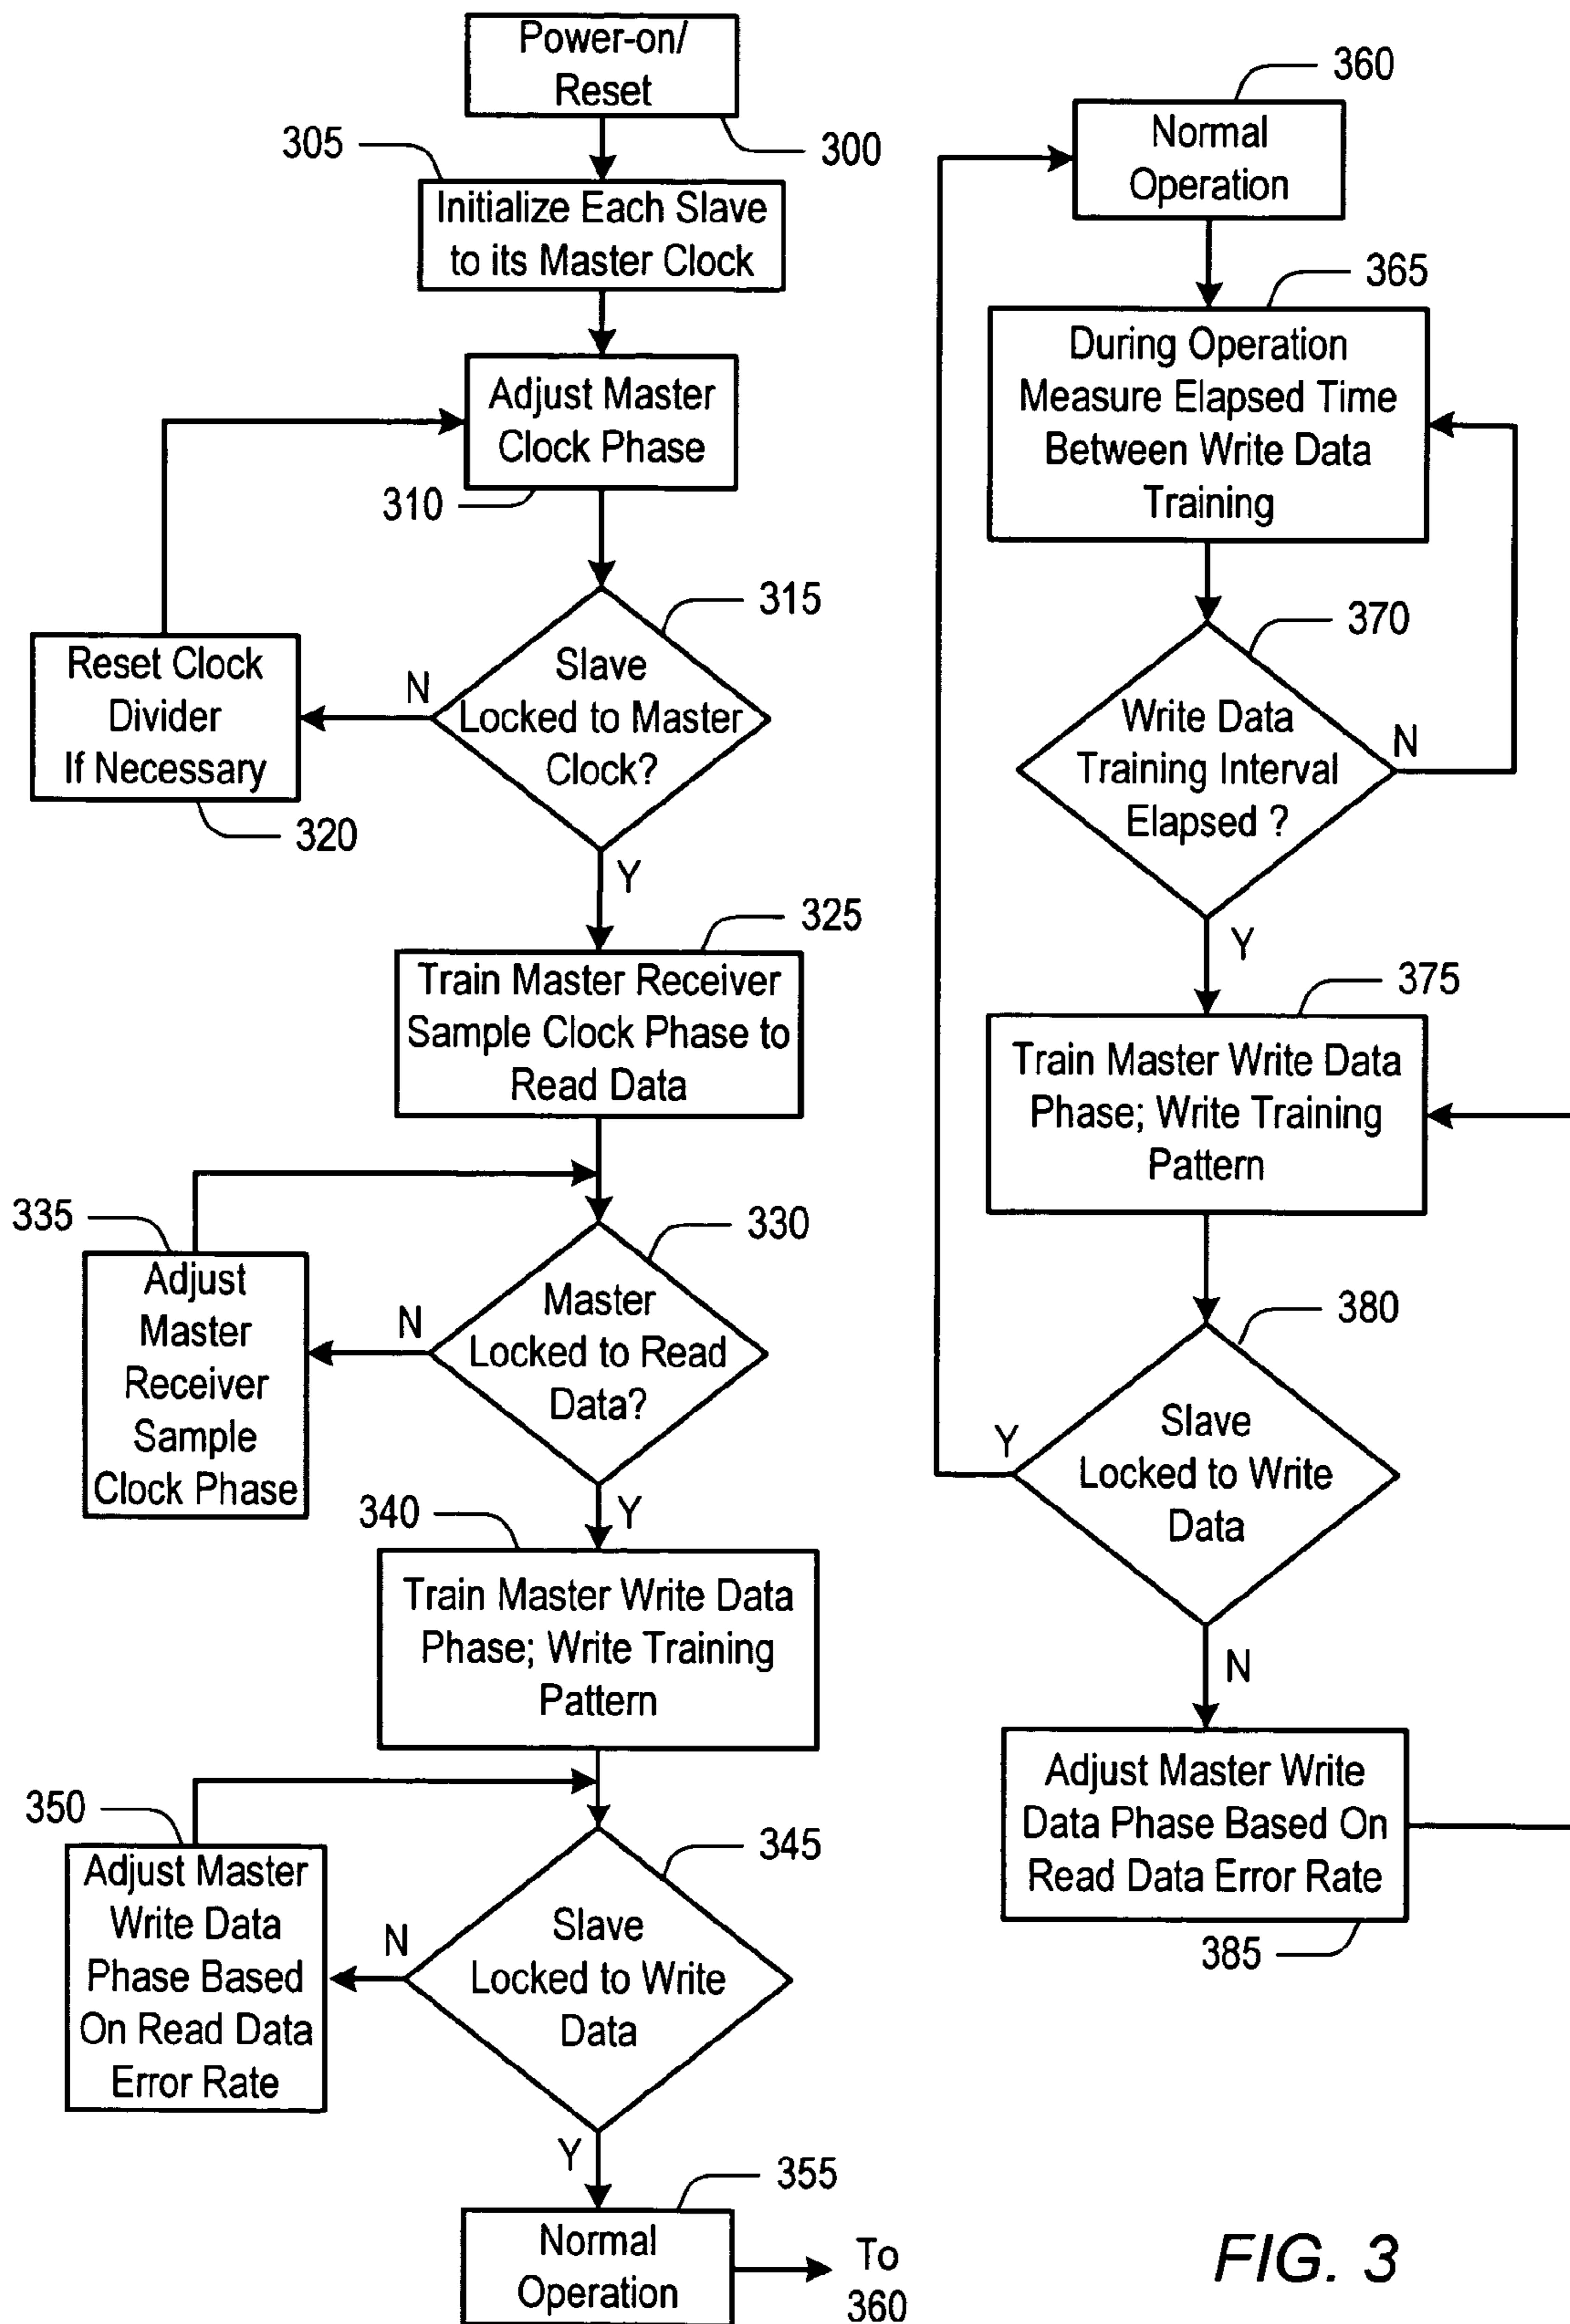 Power-on/
Reset
300
305
Initialize Each Slave
to its Master Clock
Adjust Master
Clock Phase
310
315
Slave
Locked to Master
Clock?
N
Reset Clock
Divider
If Necessary
320
Y
325
Train Master Receiver
Sample Clock Phase to
Read Data
335
330
Adjust
Master
Receiver
Sample
Clock Phase
N
Master
Locked to Read
Data?
Y
340
Train Master Write Data
Phase; Write Training
Pattern
350
345
Adjust Master
Write Data
Phase Based
On Read Data
Error Rate
N
Slave
Locked to Write
Data
Y
355
Normal
Operation
To
360
360
Normal
Operation
365
During Operation
Measure Elapsed Time
Between Write Data
Training
370
Write Data
Training Interval
Elapsed ?
N
Y
375
Train Master Write Data
Phase; Write Training
Pattern
380
Slave
Locked to Write
Data
Y
N
Adjust Master Write
Data Phase Based On
Read Data Error Rate
385
FIG. 3